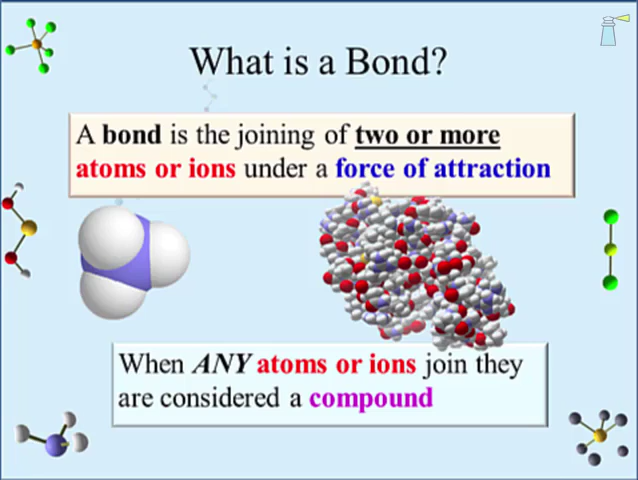 What is a Bond?
A bond is the joining of two or more
atoms or ions under a force of attraction
When ANY atoms or ions join they
are considered a compound